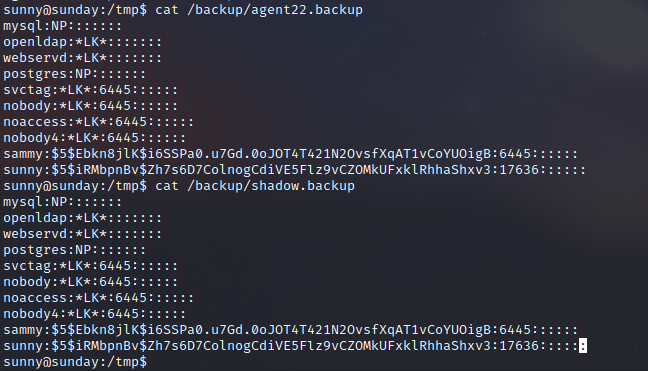 sunny@sunday:/tmp$ cat /backup/agent22.backup
mysql:NP:::::::
openldap:*LK*:::::::
webservd:*LK*:::::::
postgres:NP:::::::
svctag:*LK*:6445::::::
nobody:*LK*:6445::::::
noaccess:*LK*:6445::::::
nobody4:*LK*:6445::::::
sammy:$5$Ebkn8jlK$i6SSPa0.u7Gd.0oJOT4T421N2OvsfXqAT1vCoYUOigB:6445::::::
sunny:$5$iRMbpnBv$Zh7s6D7ColnogCdiVE5Flz9vCZOMkUFxklRhhaShxv3:17636::::::
sunny@sunday:/tmp$ cat /backup/shadow.backup
mysql:NP:::::::
openldap:*LK*:::::::
webservd:*LK*:::::::
postgres:NP:::::::
svctag:*LK*:6445::::::
nobody:*LK*:6445::::::
noaccess:*LK*:6445::::::
nobody4:*LK*:6445::::::
sammy:$5$Ebkn8jlK$i6SSPa0.u7Gd.0oJOT4T421N2OvsfXqAT1vCoYUOigB:6445::::::
sunny:$5$iRMbpnBv$Zh7s6D7ColnogCdiVE5Flz9vCZOMkUFxklRhhaShxv3:17636::::::
sunny@sunday:/tmp$